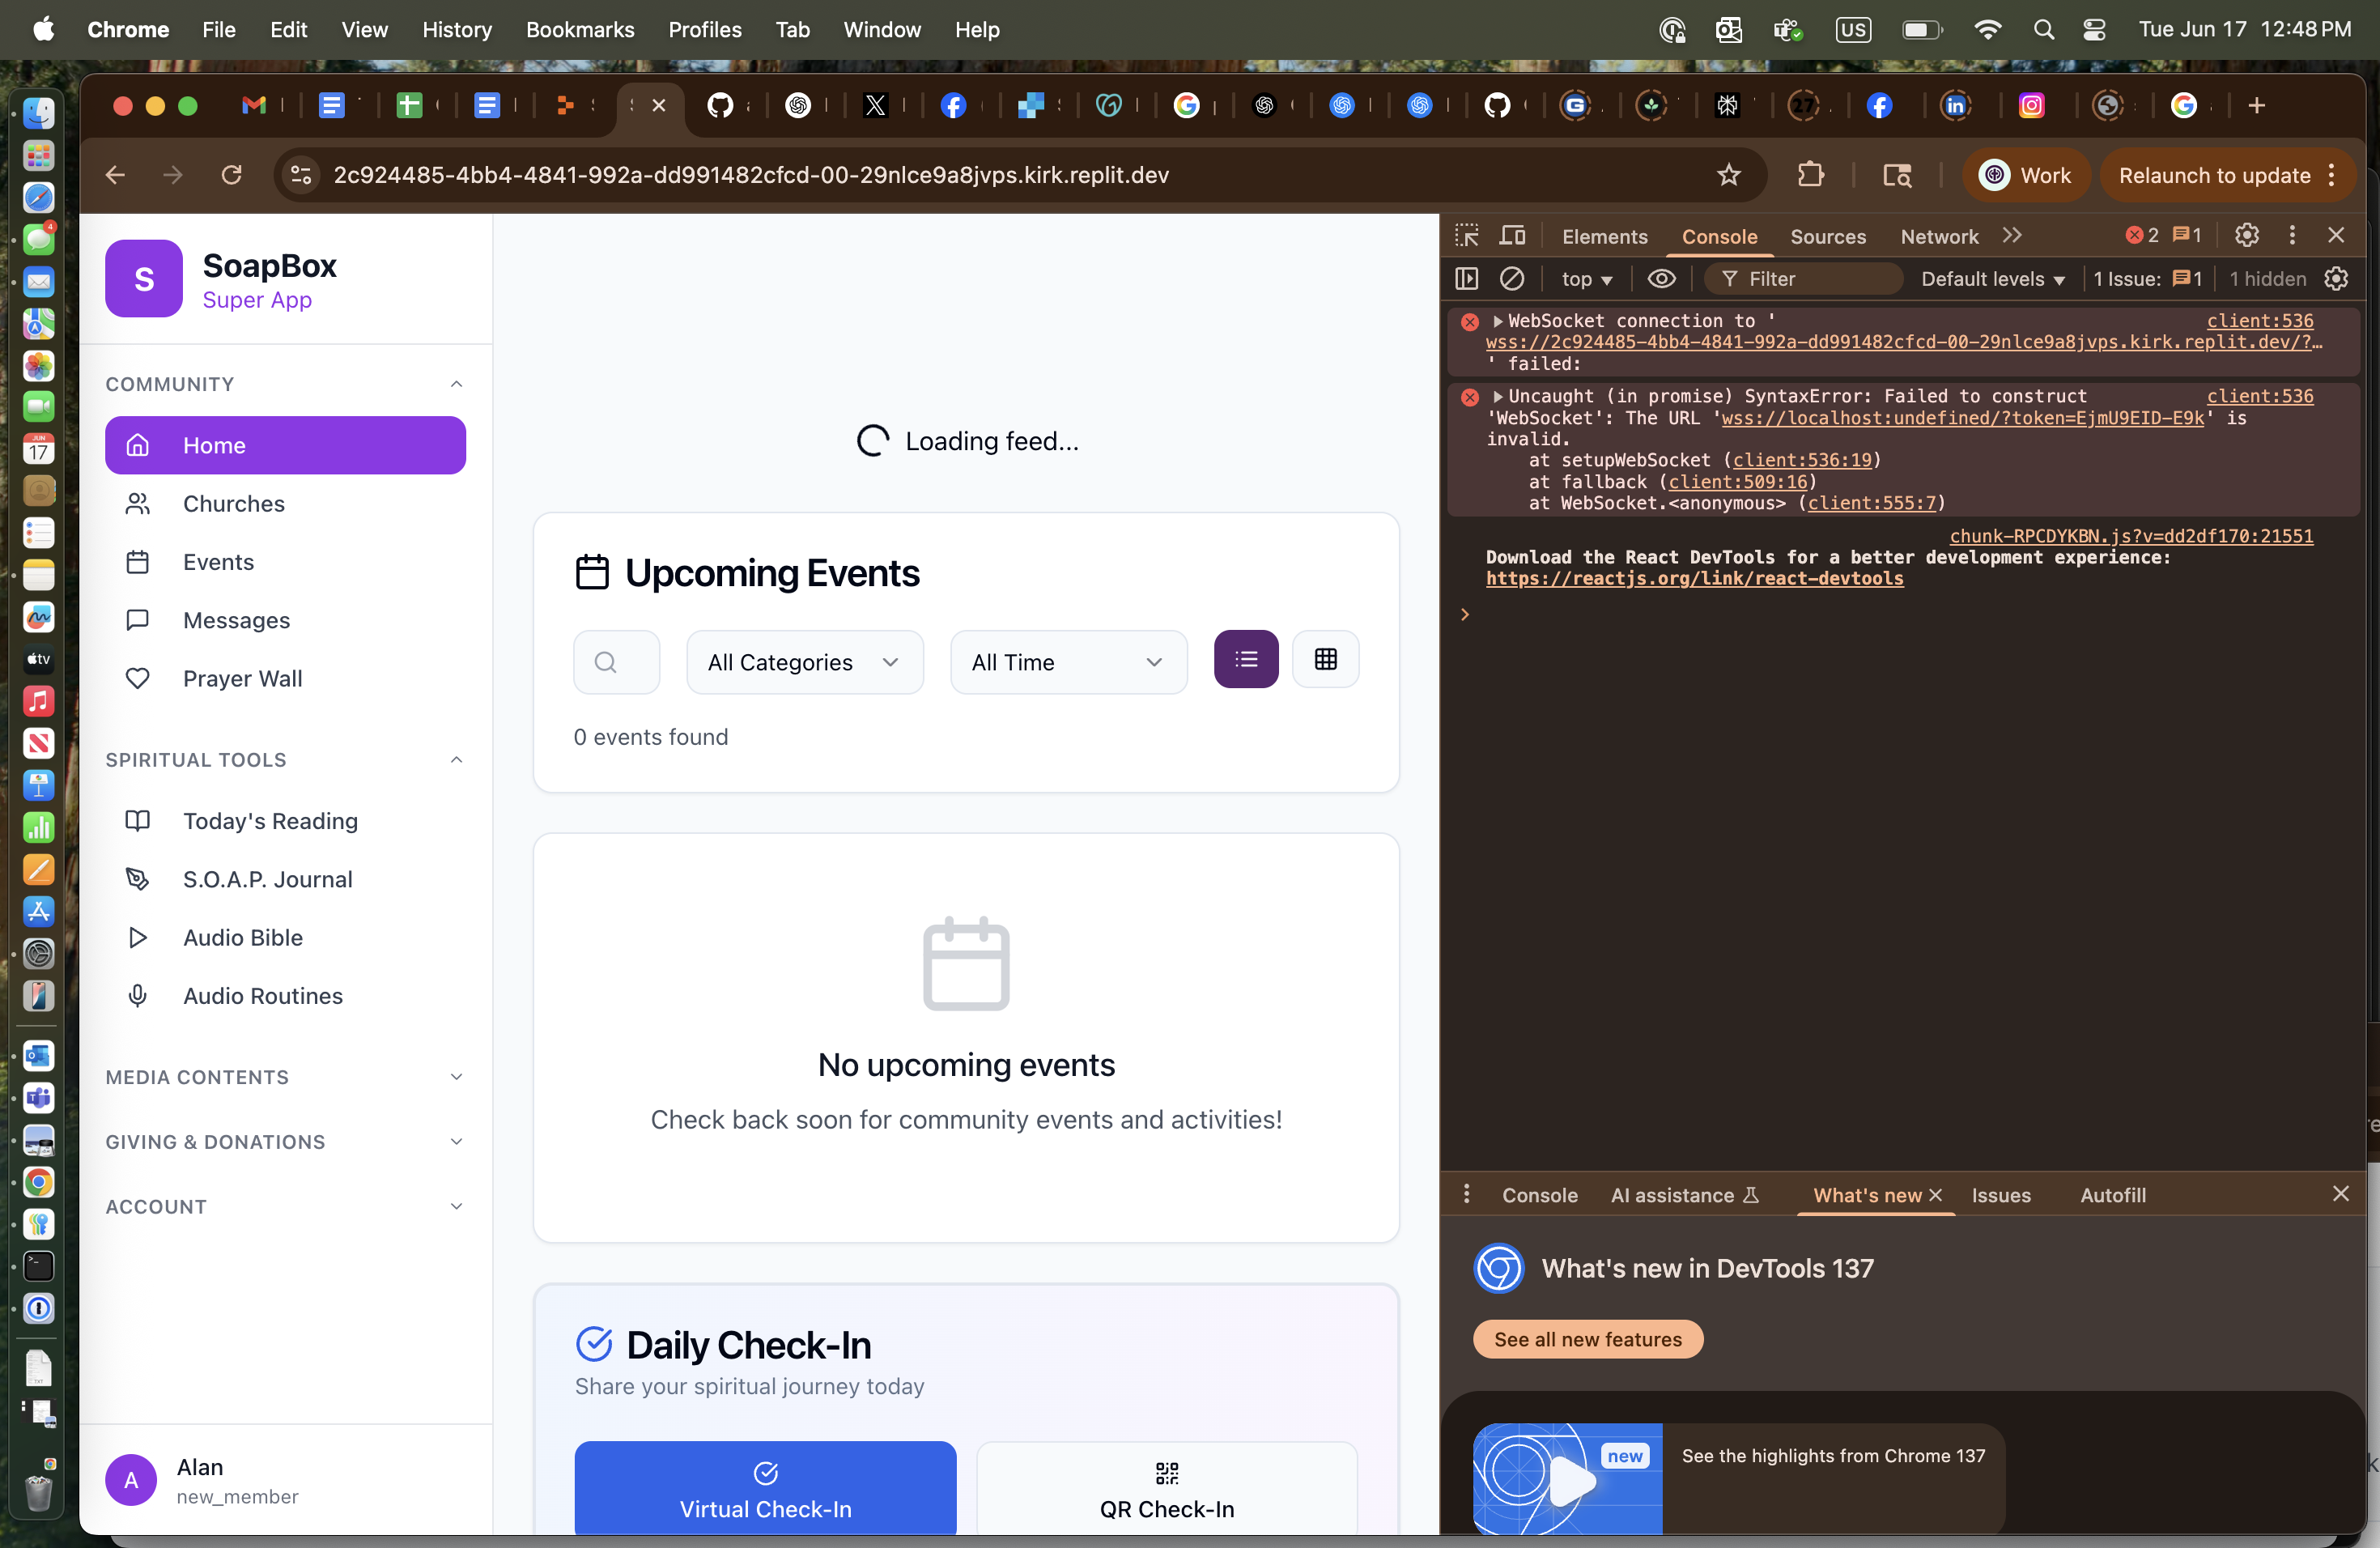 Chrome File Edit View History Bookmarks Profiles Tab Window Help US Tue Jun 17 12:48 PM
2c924485-4bb4-4841-992a-dd991482cfcd-00-29nlce9a8jvps.kirk.replit.dev Work Relaunch to update
S
SoapBox
Super App
COMMUNITY
Home
Churches
Events
Messages
Prayer Wall
SPIRITUAL TOOLS
Today's Reading
S.O.A.P. Journal
Audio Bible
Audio Routines
MEDIA CONTENTS
GIVING & DONATIONS
ACCOUNT
A
Alan
new_member
Loading feed...
Upcoming Events
All Categories All Time
0 events found
No upcoming events
Check back soon for community events and activities!
Daily Check-In
Share your spiritual journey today
Virtual Check-In
QR Check-In
Elements Console Sources Network 2 1
top Filter Default levels 1 Issue: 1 1 hidden
WebSocket connection to ' client:536
wss://2c924485-4bb4-4841-992a-dd991482cfcd-00-29nlce9a8jvps.kirk.replit.dev/?…
' failed:
Uncaught (in promise) SyntaxError: Failed to construct client:536
'WebSocket': The URL 'wss://localhost:undefined/?token=EjmU9EID-E9k' is
invalid.
at setupWebSocket (client:536:19)
at fallback (client:509:16)
at WebSocket.<anonymous> (client:555:7)
chunk-RPCDYKBN.js?v=dd2df170:21551
Download the React DevTools for a better development experience:
https://reactjs.org/link/react-devtools
Console AI assistance What's new Issues Autofill
What's new in DevTools 137
See all new features
new
See the highlights from Chrome 137
4
JUN
17
tv
27
in
TXT